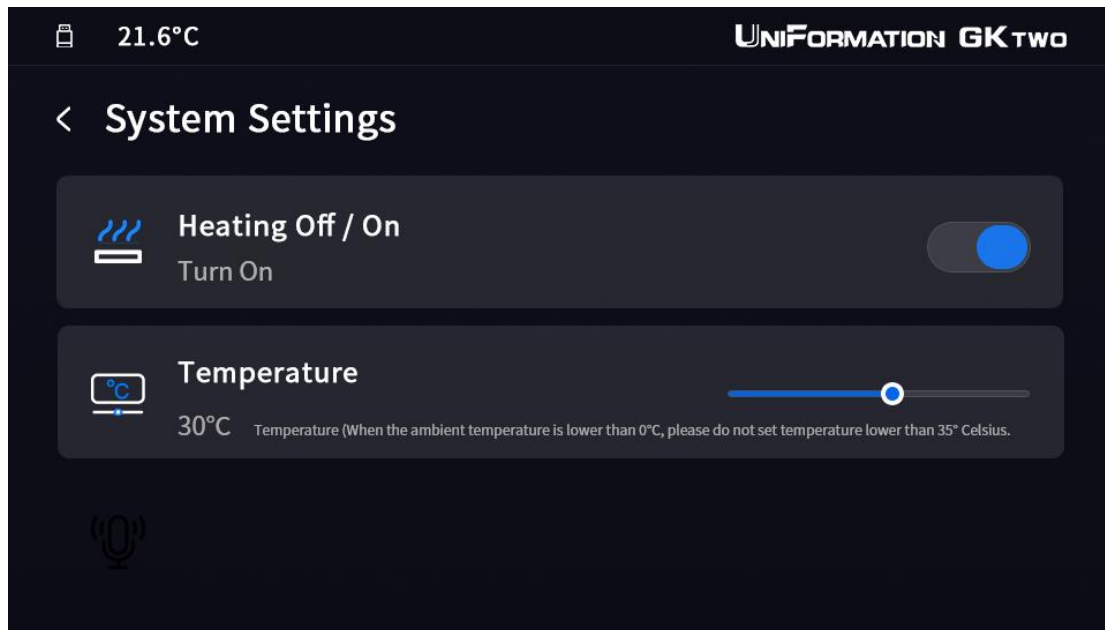 21.6°C
UNIFORMATION GKTWO
System Settings
Heating Off / On
Turn On
°C
Temperature
30°C Temperature (When the ambient temperature is lower than 0°C, please do not set temperature lower than 35° Celsius.